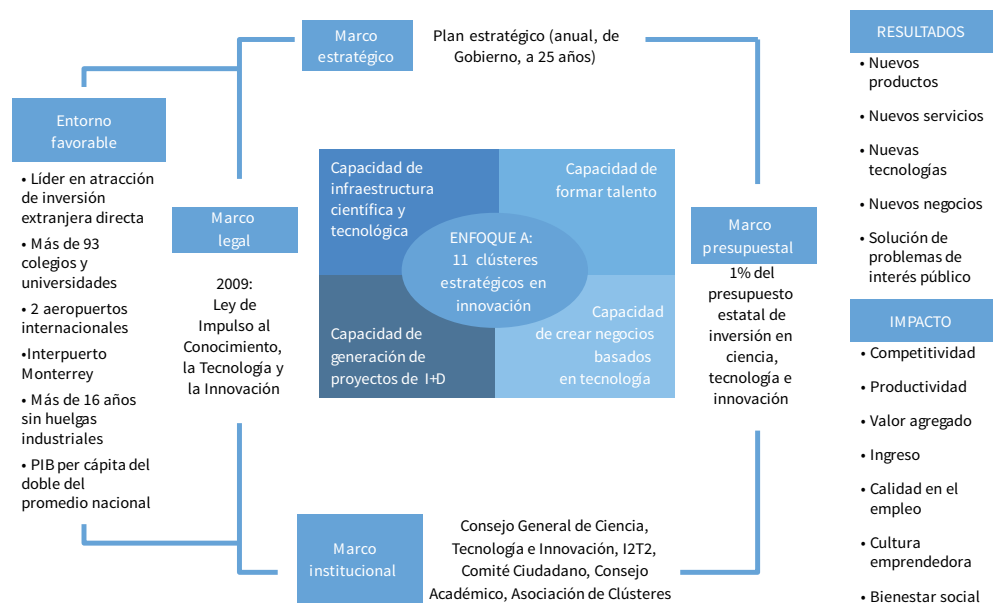 Marco
estratégico
Plan estratégico (anual, de
Gobierno, a 25 años)
Entorno
favorable
• Líder en atracción
de inversión
extranjera directa
• Más de 93
colegios y
universidades
• 2 aeropuertos
internacionales
•Interpuerto
Monterrey
• Más de 16 años
sin huelgas
industriales
• PIB per cápita del
doble del
promedio nacional
Marco
legal
2009:
Ley de
Impulso al
Conocimiento,
la Tecnología y
la Innovación
Capacidad de
infraestructura
científica y
tecnológica
Capacidad de
formar talento
ENFOQUE A:
11 clústeres
estratégicos en
innovación
Capacidad de
generación de
proyectos de I+D
Capacidad
de crear negocios
basados
en tecnología
Marco
presupuestal
1% del
presupuesto
estatal de
inversión en
ciencia,
tecnología e
innovación
Marco
institucional
Consejo General de Ciencia,
Tecnología e Innovación, I2T2,
Comité Ciudadano, Consejo
Académico, Asociación de Clústeres
RESULTADOS
• Nuevos
productos
• Nuevos servicios
• Nuevas
tecnologías
• Nuevos negocios
• Solución de
problemas de
interés público
IMPACTO
• Competitividad
• Productividad
• Valor agregado
• Ingreso
• Calidad en el
empleo
• Cultura
emprendedora
• Bienestar social